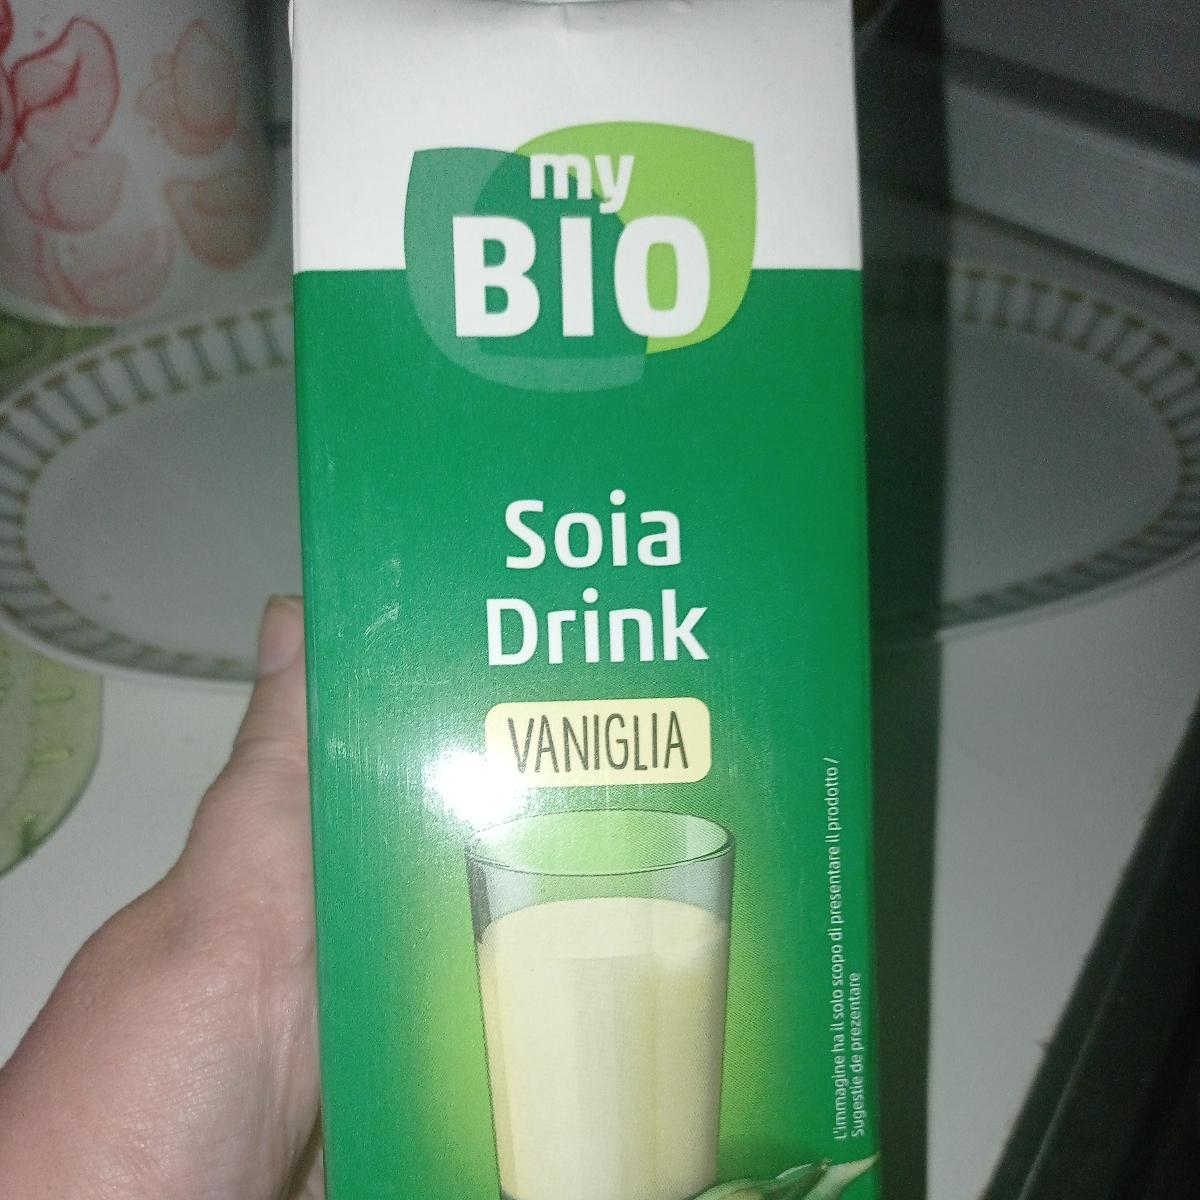 my
BIO
Soia
Drink
VANIGLIA
L'immagine ha il solo scopo di presentare il prodotto /
Sugestie de prezentare